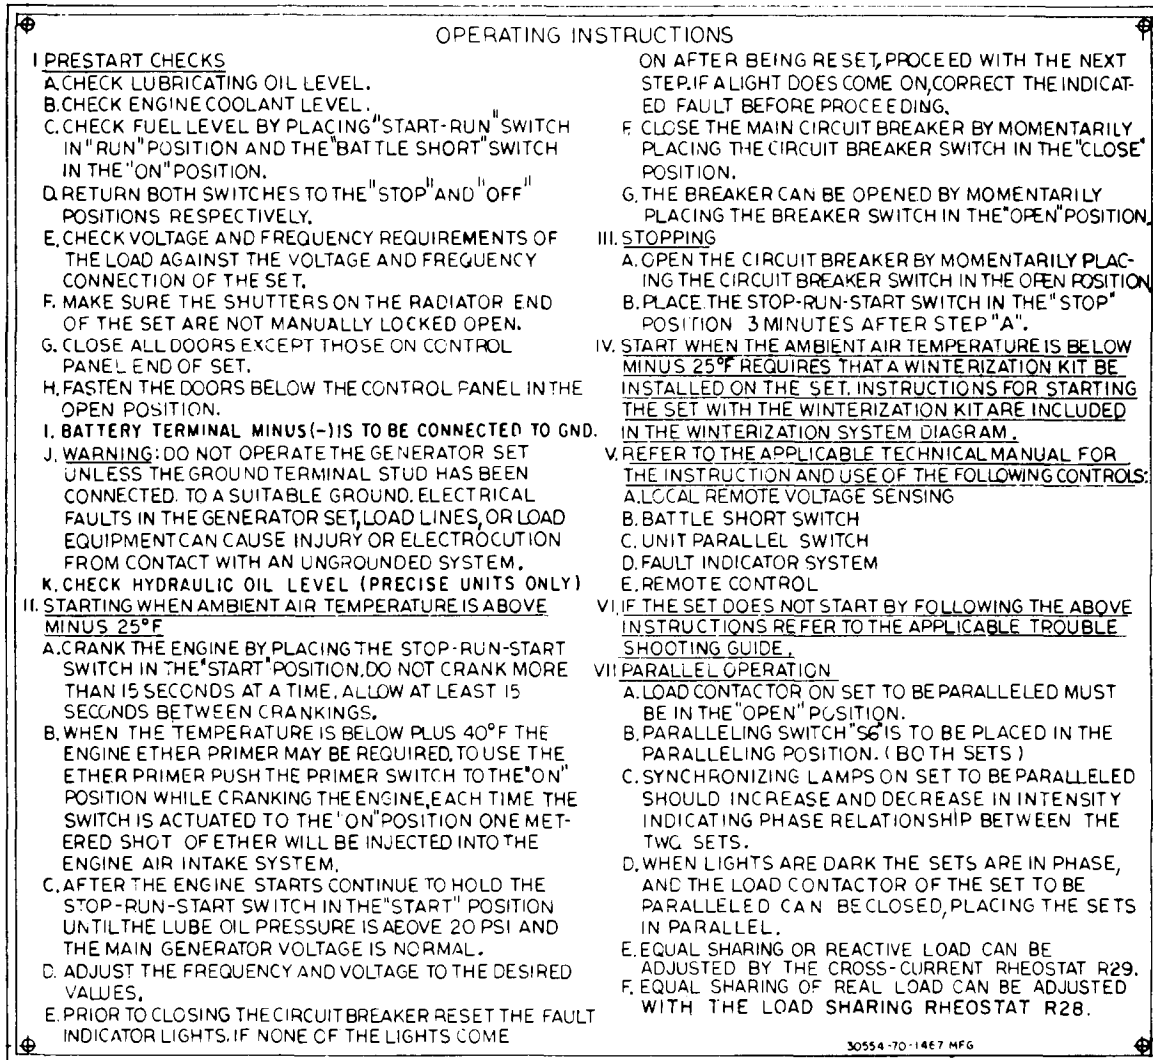 OPERATING INSTRUCTIONS
I PRESTART CHECKS
A. CHECK LUBRICATING OIL LEVEL.
B. CHECK ENGINE COOLANT LEVEL.
C. CHECK FUEL LEVEL BY PLACING "START-RUN" SWITCH
IN "RUN" POSITION AND THE "BATTLE SHORT" SWITCH
IN THE "ON" POSITION.
D. RETURN BOTH SWITCHES TO THE "STOP" AND "OFF"
POSITIONS RESPECTIVELY.
E. CHECK VOLTAGE AND FREQUENCY REQUIREMENTS OF
THE LOAD AGAINST THE VOLTAGE AND FREQUENCY
CONNECTION OF THE SET.
F. MAKE SURE THE SHUTTERS ON THE RADIATOR END
OF THE SET ARE NOT MANUALLY LOCKED OPEN.
G. CLOSE ALL DOORS EXCEPT THOSE ON CONTROL
PANEL END OF SET.
H. FASTEN THE DOORS BELOW THE CONTROL PANEL IN THE
OPEN POSITION.
I. BATTERY TERMINAL MINUS(-) IS TO BE CONNECTED TO GND.
J. WARNING: DO NOT OPERATE THE GENERATOR SET
UNLESS THE GROUND TERMINAL STUD HAS BEEN
CONNECTED. TO A SUITABLE GROUND. ELECTRICAL
FAULTS IN THE GENERATOR SET, LOAD LINES, OR LOAD
EQUIPMENT CAN CAUSE INJURY OR ELECTROCUTION
FROM CONTACT WITH AN UNGROUNDED SYSTEM.
K. CHECK HYDRAULIC OIL LEVEL (PRECISE UNITS ONLY)
II. STARTING WHEN AMBIENT AIR TEMPERATURE IS ABOVE
MINUS 25°F
A. CRANK THE ENGINE BY PLACING THE STOP-RUN-START
SWITCH IN THE "START" POSITION. DO NOT CRANK MORE
THAN 15 SECONDS AT A TIME. ALLOW AT LEAST 15
SECONDS BETWEEN CRANKINGS.
B. WHEN THE TEMPERATURE IS BELOW PLUS 40°F THE
ENGINE ETHER PRIMER MAY BE REQUIRED. TO USE THE
ETHER PRIMER PUSH THE PRIMER SWITCH TO THE "ON"
POSITION WHILE CRANKING THE ENGINE, EACH TIME THE
SWITCH IS ACTUATED TO THE "ON" POSITION ONE MET-
ERED SHOT OF ETHER WILL BE INJECTED INTO THE
ENGINE AIR INTAKE SYSTEM.
C. AFTER THE ENGINE STARTS CONTINUE TO HOLD THE
STOP-RUN-START SWITCH IN THE "START" POSITION
UNTIL THE LUBE OIL PRESSURE IS ABOVE 20 PSI AND
THE MAIN GENERATOR VOLTAGE IS NORMAL.
D. ADJUST THE FREQUENCY AND VOLTAGE TO THE DESIRED
VALUES.
E. PRIOR TO CLOSING THE CIRCUIT BREAKER RESET THE FAULT
INDICATOR LIGHTS. IF NONE OF THE LIGHTS COME
ON AFTER BEING RESET, PROCEED WITH THE NEXT
STEP. IF A LIGHT DOES COME ON, CORRECT THE INDICAT-
ED FAULT BEFORE PROCEEDING.
F. CLOSE THE MAIN CIRCUIT BREAKER BY MOMENTARILY
PLACING THE CIRCUIT BREAKER SWITCH IN THE "CLOSE"
POSITION.
G. THE BREAKER CAN BE OPENED BY MOMENTARILY
PLACING THE BREAKER SWITCH IN THE "OPEN" POSITION.
III. STOPPING
A. OPEN THE CIRCUIT BREAKER BY MOMENTARILY PLAC-
ING THE CIRCUIT BREAKER SWITCH IN THE OPEN POSITION
B. PLACE THE STOP-RUN-START SWITCH IN THE "STOP"
POSITION 3 MINUTES AFTER STEP "A".
IV. START WHEN THE AMBIENT AIR TEMPERATURE IS BELOW
MINUS 25°F REQUIRES THAT A WINTERIZATION KIT BE
INSTALLED ON THE SET. INSTRUCTIONS FOR STARTING
THE SET WITH THE WINTERIZATION KIT ARE INCLUDED
IN THE WINTERIZATION SYSTEM DIAGRAM.
V. REFER TO THE APPLICABLE TECHNICAL MANUAL FOR
THE INSTRUCTION AND USE OF THE FOLLOWING CONTROLS:
A. LOCAL REMOTE VOLTAGE SENSING
B. BATTLE SHORT SWITCH
C. UNIT PARALLEL SWITCH
D. FAULT INDICATOR SYSTEM
E. REMOTE CONTROL
VI. IF THE SET DOES NOT START BY FOLLOWING THE ABOVE
INSTRUCTIONS REFER TO THE APPLICABLE TROUBLE
SHOOTING GUIDE.
VII PARALLEL OPERATION
A. LOAD CONTACTOR ON SET TO BE PARALLELED MUST
BE IN THE "OPEN" POSITION.
B. PARALLELING SWITCH "S6" IS TO BE PLACED IN THE
PARALLELING POSITION. (BOTH SETS)
C. SYNCHRONIZING LAMPS ON SET TO BE PARALLELED
SHOULD INCREASE AND DECREASE IN INTENSITY
INDICATING PHASE RELATIONSHIP BETWEEN THE
TWO SETS.
D. WHEN LIGHTS ARE DARK THE SETS ARE IN PHASE,
AND THE LOAD CONTACTOR OF THE SET TO BE
PARALLELED CAN BE CLOSED, PLACING THE SETS
IN PARALLEL.
E. EQUAL SHARING OR REACTIVE LOAD CAN BE
ADJUSTED BY THE CROSS-CURRENT RHEOSTAT R29.
F. EQUAL SHARING OF REAL LOAD CAN BE ADJUSTED
WITH THE LOAD SHARING RHEOSTAT R28.
30554-70-1467 MFG